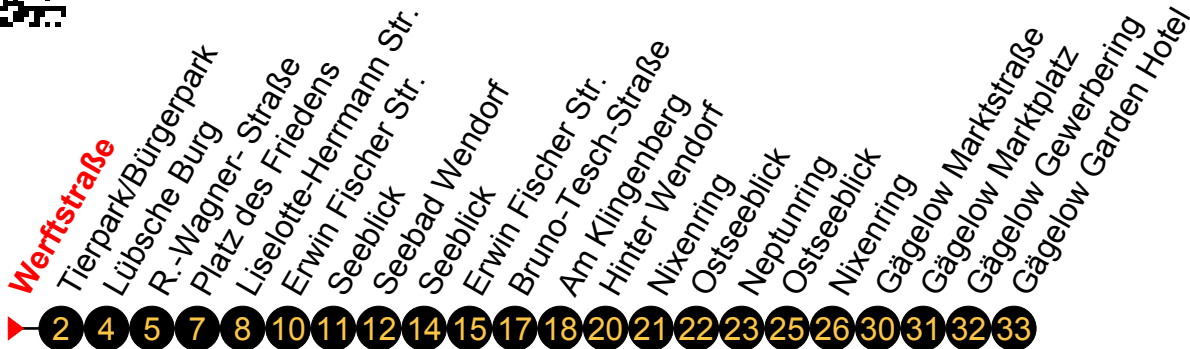 Werftstraße
Tierpark/Bürgerpark
Lübsche Burg
R.-Wagner- Straße
Platz des Friedens
Liselotte-Herrmann Str.
Erwin Fischer Str.
Seeblick
Seebad Wendorf
Seeblick
Erwin Fischer Str.
Bruno-Tesch-Straße
Am Klingenberg
Hinter Wendorf
Nixenring
Ostseeblick
Neptunring
Ostseeblick
Nixenring
Gägelow Marktstraße
Gägelow Marktplatz
Gägelow Gewerbering
Gägelow Garden Hotel
2 4 5 7 8 10 11 12 14 15 17 18 20 21 22 23 25 26 30 31 32 33